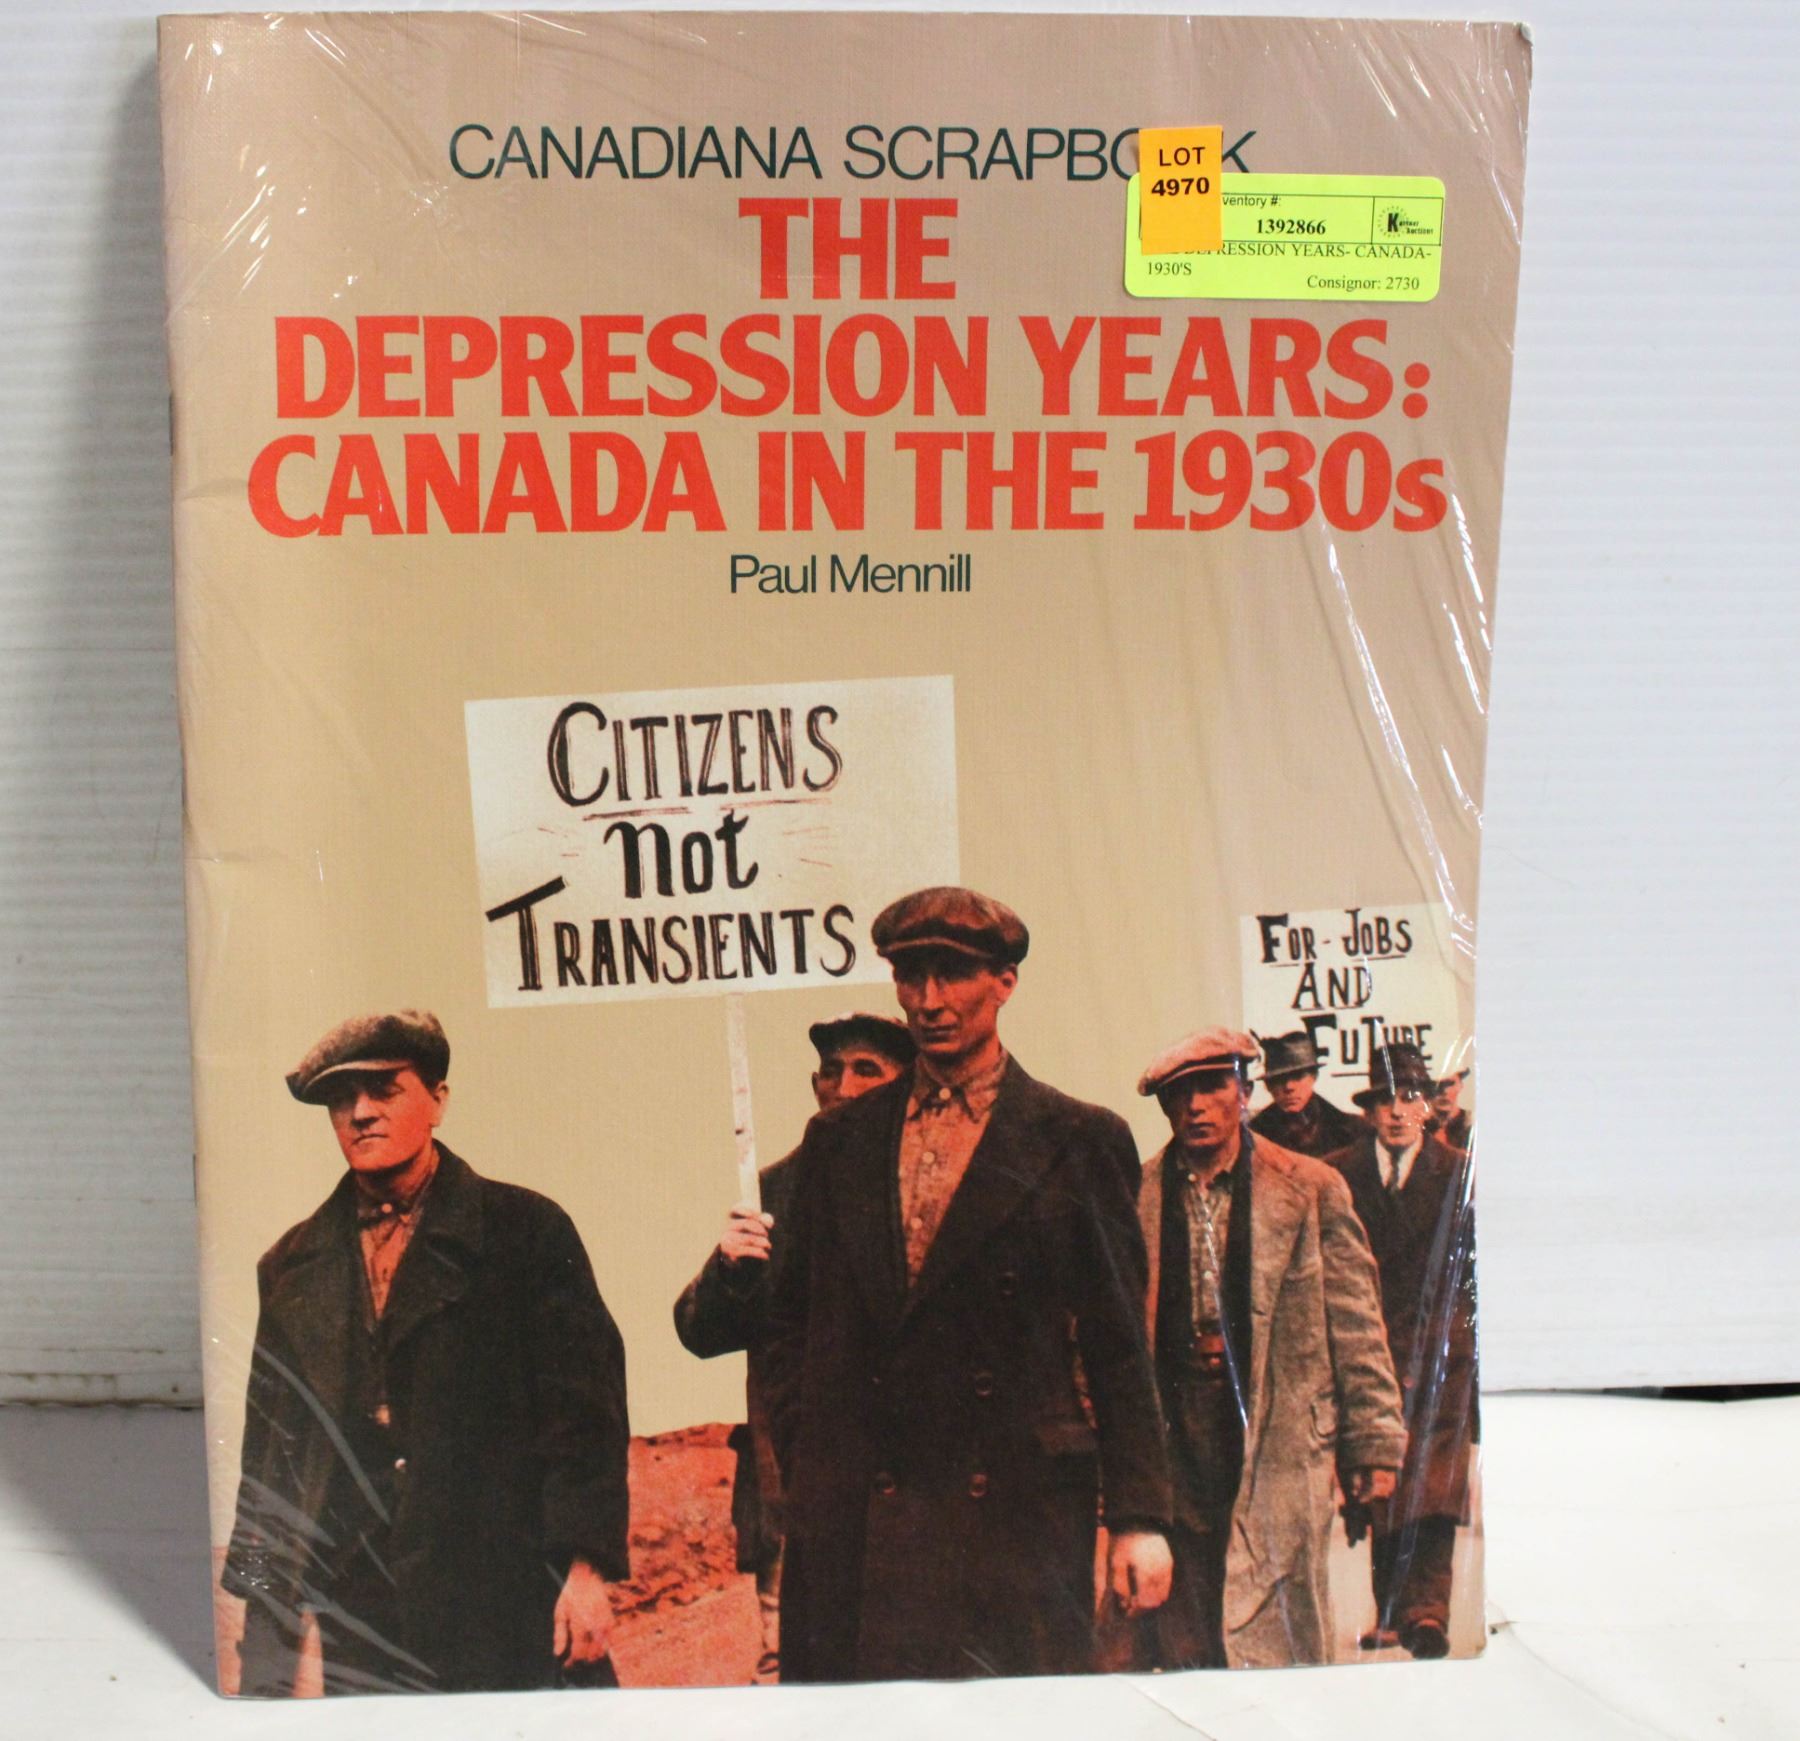 CANADIANA SCRAPBOOK
LOT
4970
ventory #:
1392866
DEPRESSION YEARS- CANADA-
1930'S
Consignor: 2730
THE
DEPRESSION YEARS:
CANADA IN THE 1930s
Paul Mennill
CITIZENS
not
TRANSIENTS
FOR - JOBS
AND
FUTURE